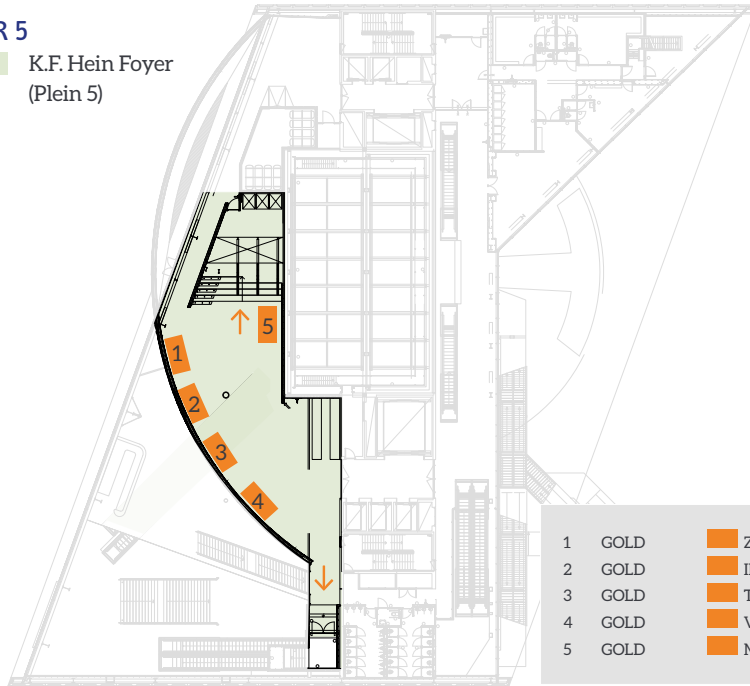 R 5
K.F. Hein Foyer
(Plein 5)
5
1
2
3
4
1 GOLD Z
2 GOLD
3 GOLD T
4 GOLD V
5 GOLD